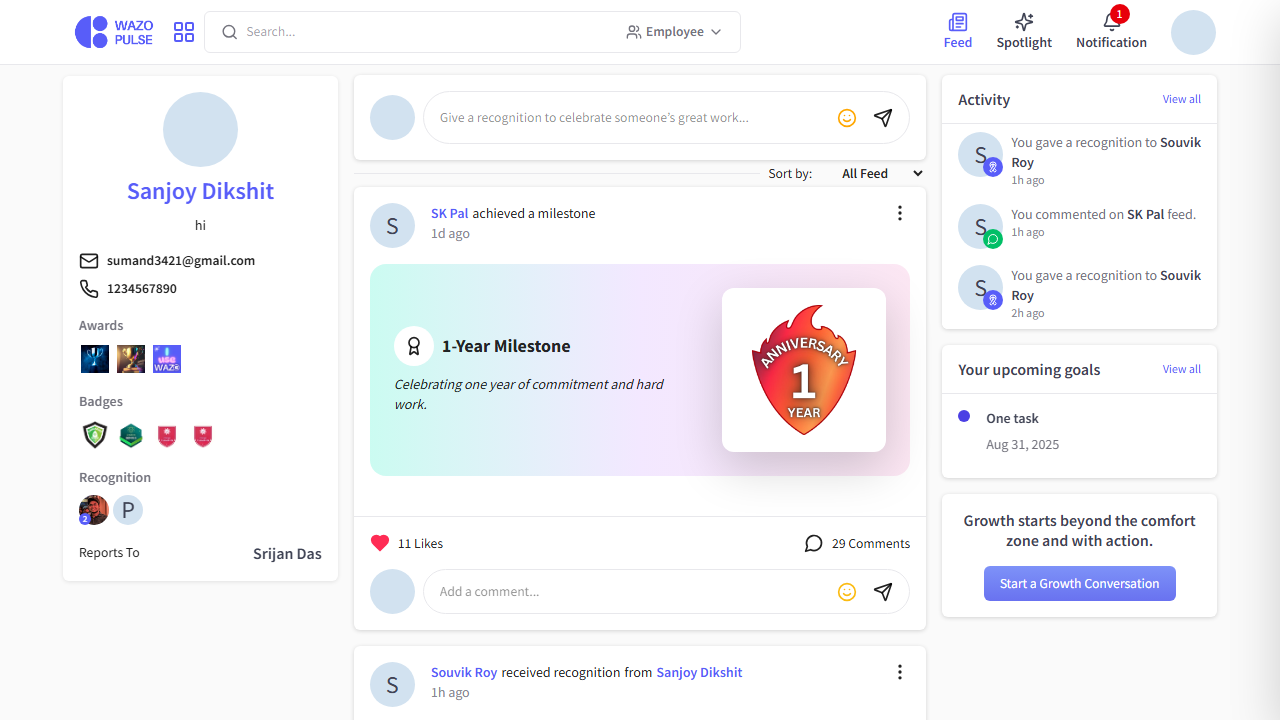 WAZO
PULSE
Search...
Employee
Feed
Spotlight
1
Notification
Sanjoy Dikshit
hi
sumand3421@gmail.com
1234567890
Awards
I
use
WAZO
Badges
Recognition
2
P
Reports To
Srijan Das
Give a recognition to celebrate someone's great work...
Sort by:
All Feed
S
SK Pal achieved a milestone
1d ago
1-Year Milestone
Celebrating one year of commitment and hard
work.
ANNIVERSARY
1
YEAR
11 Likes
29 Comments
Add a comment...
S
Souvik Roy received recognition from Sanjoy Dikshit
1h ago
Activity
View all
S
You gave a recognition to Souvik
Roy
1h ago
S
You commented on SK Pal feed.
1h ago
S
You gave a recognition to Souvik
Roy
2h ago
Your upcoming goals
View all
One task
Aug 31, 2025
Growth starts beyond the comfort
zone and with action.
Start a Growth Conversation